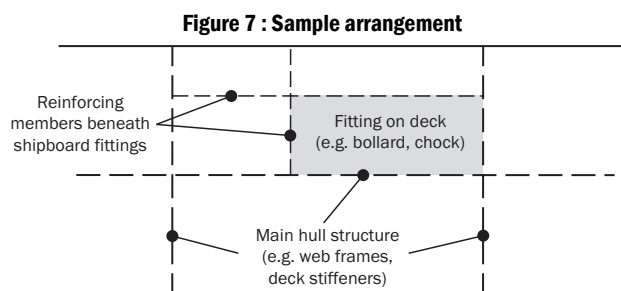 Figure 7 : Sample arrangement
Reinforcing
members beneath
shipboard fittings
Fitting on deck
(e.g. bollard, chock)
Main hull structure
(e.g. web frames,
deck stiffeners)